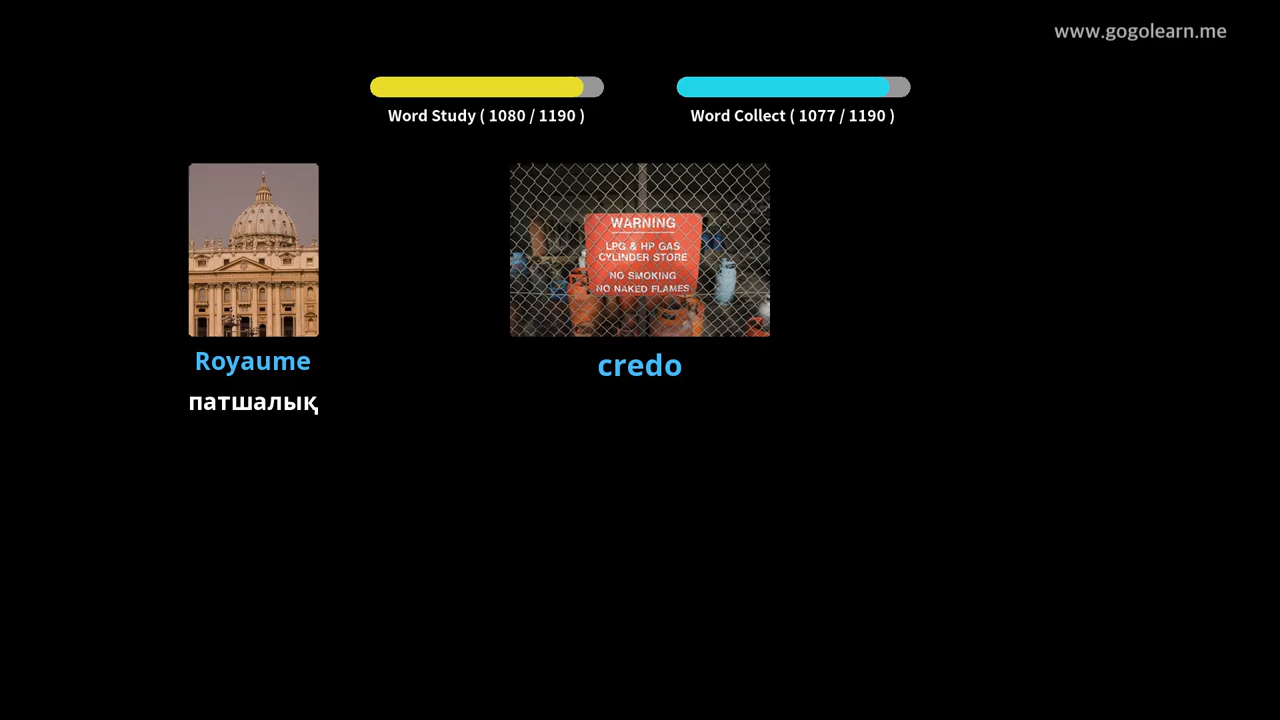 www.gogolearn.me
Word Study ( 1080 / 1190 )
Word Collect ( 1077 / 1190 )
WARNING
LPG & HP GAS
CYLINDER STORE
NO SMOKING
NO NAKED FLAMES
Royaume
credo
патшалық